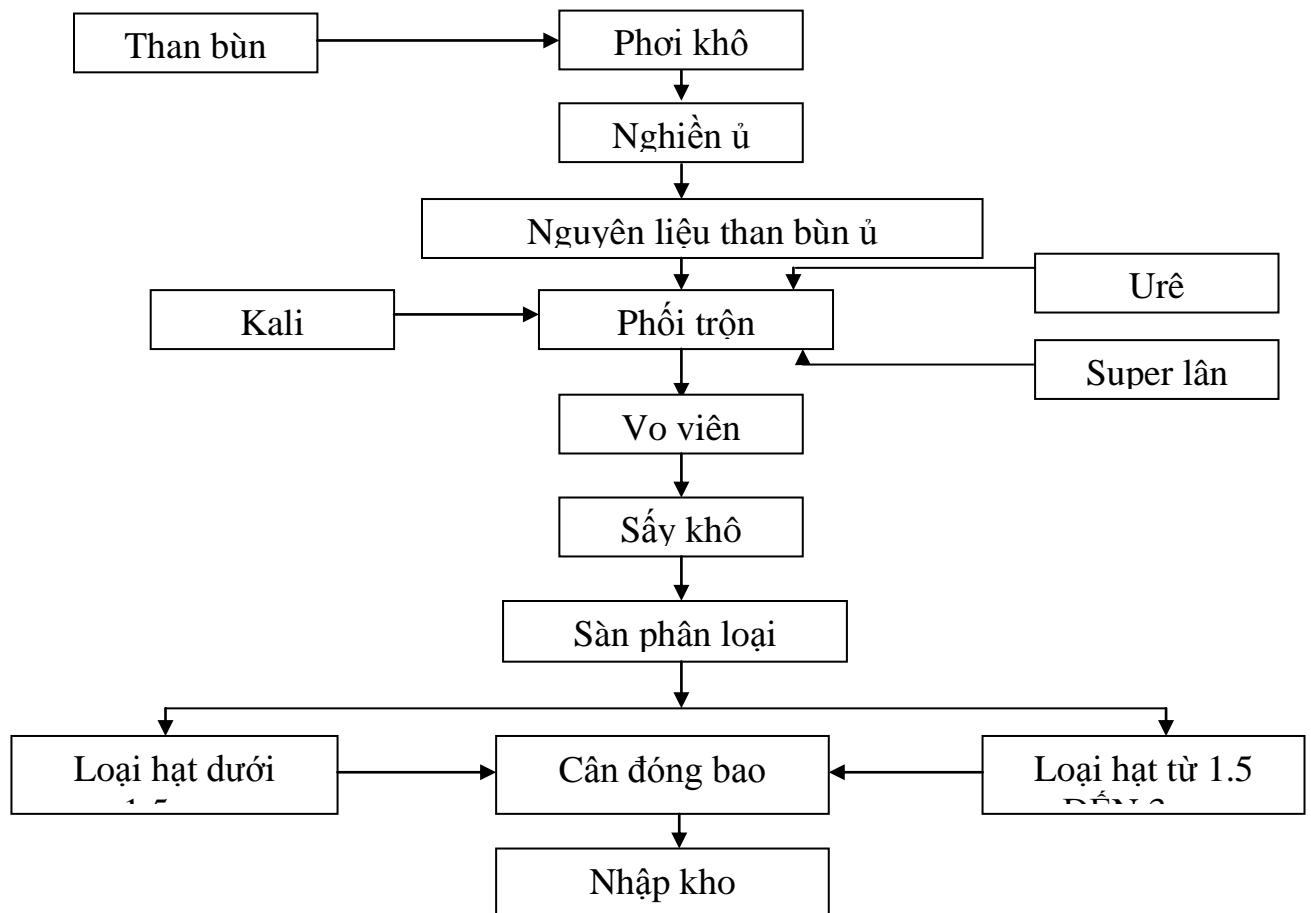 Than bùn
Phơi khô
Nghiền ủ
Nguyên liệu than bùn ủ
Urê
Kali
Phối trộn
Super lân
Vo viên
Sấy khô
Sàn phân loại
Loại hạt dưới
Cân đóng bao
Loại hạt từ 1.5
Nhập kho